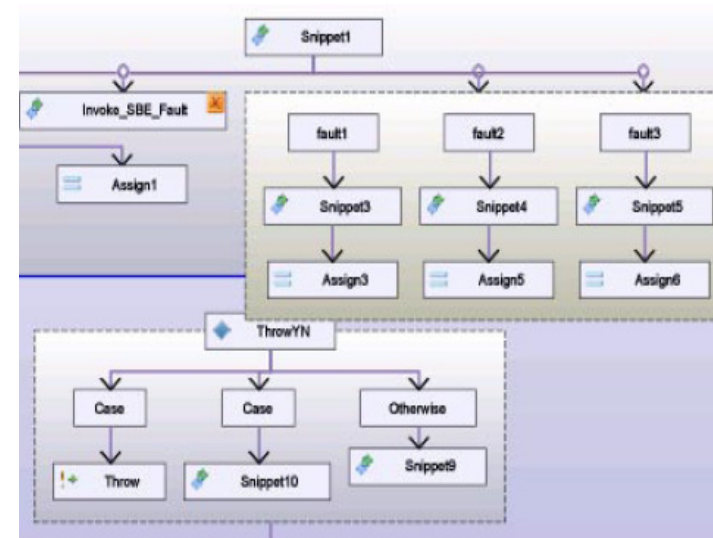 Snippet1
Invoke_SBE_Fault
fault1
fault2
fault3
Assign1
Snippet3
Snippet4
Snippet5
Assign3
Assign5
Assign6
ThrowYN
Case
Case
Otherwise
Throw
Snippet10
Snippet9